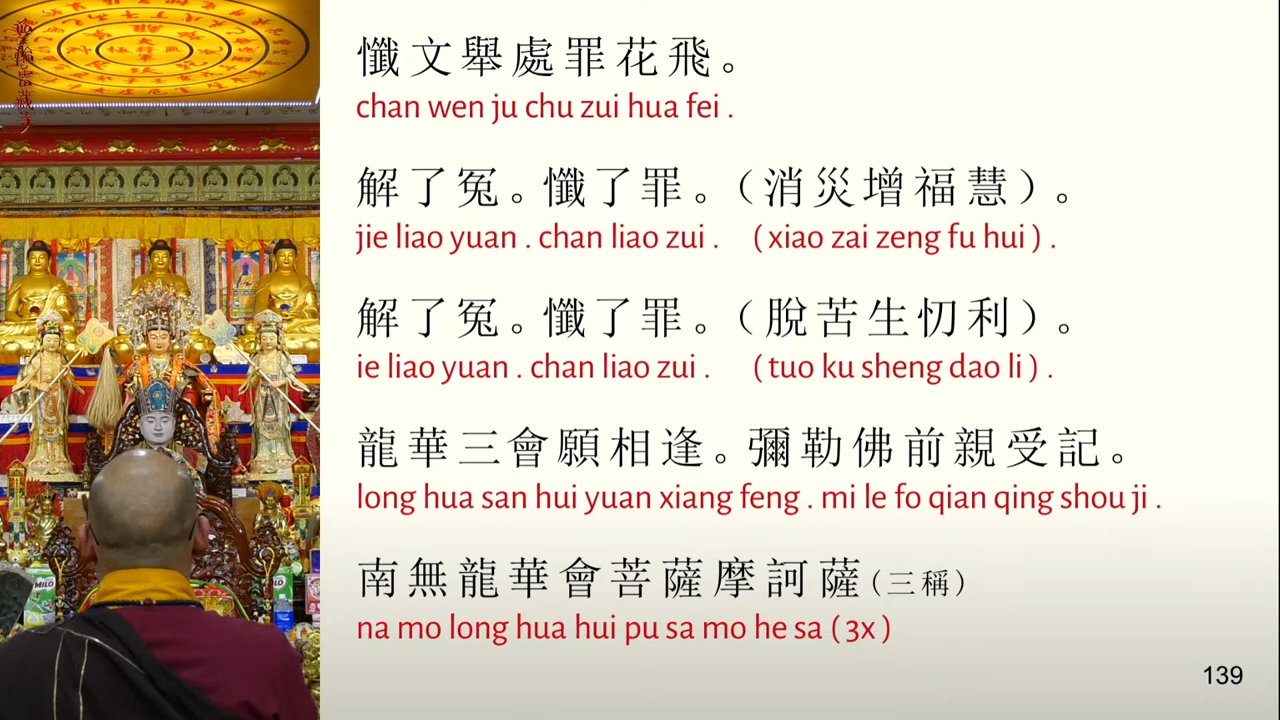 懺文舉處罪花飛。
chan wen ju chu zui hua fei .
解了冤。懺了罪。（消災增福慧）。
jie liao yuan . chan liao zui . ( xiao zai zeng fu hui ) .
解了冤。懺了罪。（脫苦生忉利）。
ie liao yuan . chan liao zui . ( tuo ku sheng dao li ) .
龍華三會願相逢。彌勒佛前親受記。
long hua san hui yuan xiang feng . mi le fo qian qing shou ji .
南無龍華會菩薩摩訶薩（三稱）
na mo long hua hui pu sa mo he sa ( 3x )
139
MILO
MILO